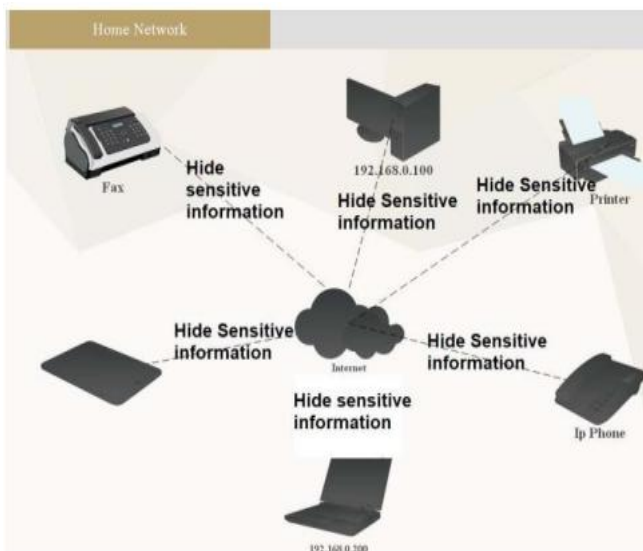 Home Network
192.168.0.100
Fax
Hide
sensitive
information
Hide Sensitive
information
Hide Sensitive
information
Printer
Hide Sensitive
information
Internet
Hide Sensitive
information
Hide sensitive
information
Ip Phone
192.168.0.200